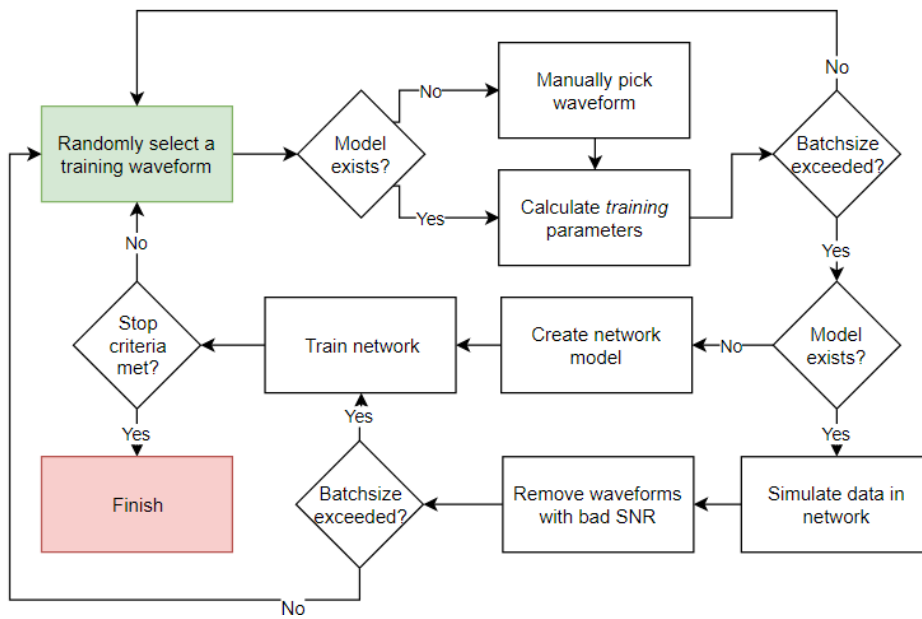 No
No
Manually pick
waveform
Randomly select a
training waveform
Model
exists?
Batchsize
exceeded?
Yes
Calculate training
parameters
No
Yes
Stop
criteria
met?
Train network
Create network
model
No
Model
exists?
Yes
Yes
Yes
Finish
Batchsize
exceeded?
Remove waveforms
with bad SNR
Simulate data in
network
No